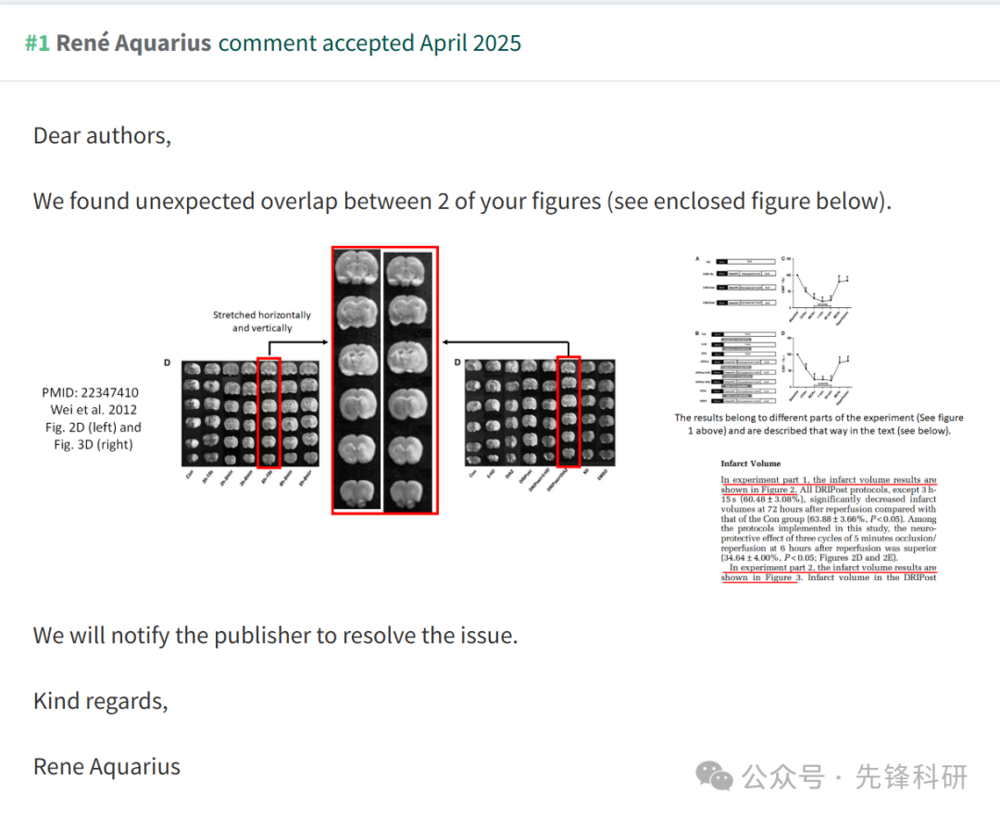 #1 René Aquarius comment accepted April 2025
Dear authors,
We found unexpected overlap between 2 of your figures (see enclosed figure below).
Stretched horizontally
and vertically
D
D
PMID: 22347410
Wei et al. 2012
Fig. 2D (left) and
Fig. 3D (right)
Con
3h-15s
6h-15s
Con
DRIPost
NS
DMSO
A
C
B
D
The results belong to different parts of the experiment (See figure
1 above) and are described that way in the text (see below).
Infarct Volume
In experiment part 1, the infarct volume results are
shown in Figure 2. All DRIPost protocols, except 3 h-
15 s (60.48 ± 3.08%), significantly decreased infarct
volumes at 72 hours after reperfusion compared with
that of the Con group (63.88 ± 3.66%, P<0.05). Among
the protocols implemented in this study, the neuro-
protective effect of three cycles of 5 minutes occlusion/
reperfusion at 6 hours after reperfusion was superior
(34.64 ± 4.00%, P<0.05; Figures 2D and 2E).
In experiment part 2, the infarct volume results are
shown in Figure 3. Infarct volume in the DRIPost
We will notify the publisher to resolve the issue.
Kind regards,
Rene Aquarius
公众号 · 先锋科研